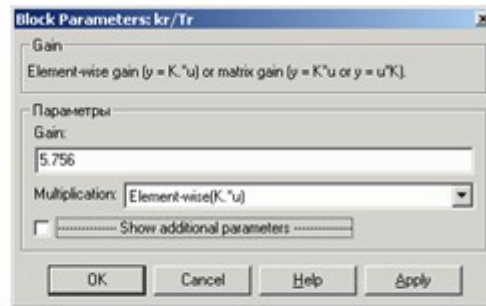 Block Parameters: kr/Tr
Gain
Element-wise gain (y = K.*u) or matrix gain (y = K*u or y = u*K).
Параметры
Gain:
5.756
Multiplication: Element-wise(K.*u)
------------- Show additional parameters -------------
OK Cancel Help Apply